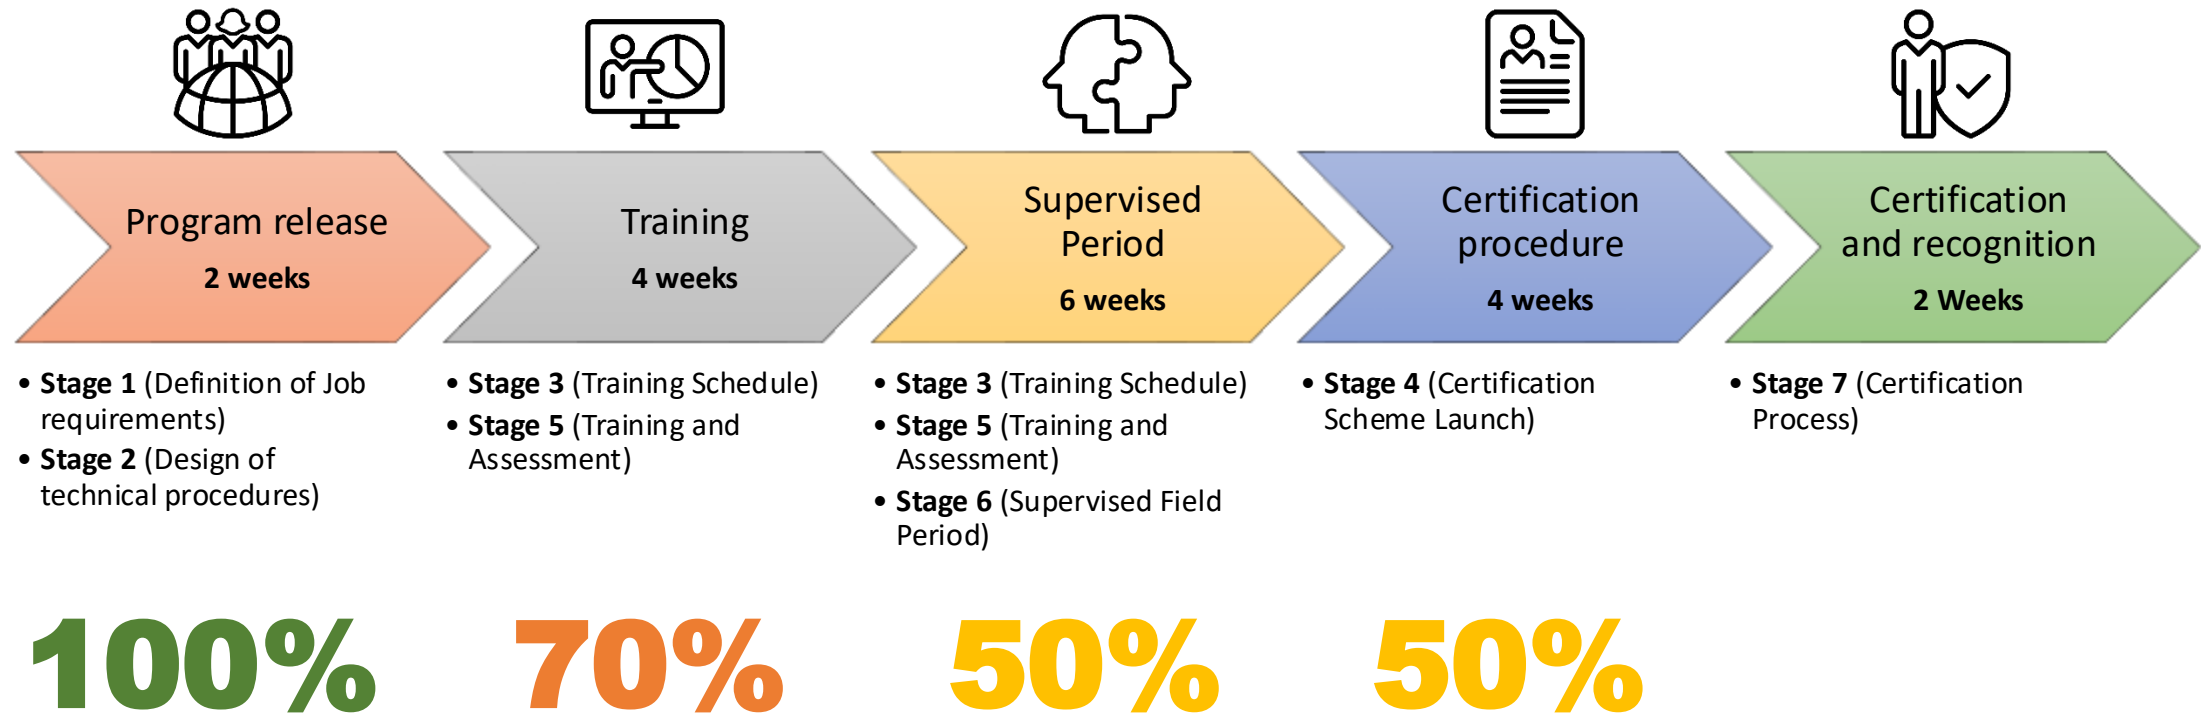 Program release
2 weeks
Training
4 weeks
Supervised
Period
6 weeks
Certification
procedure
4 weeks
Certification
and recognition
2 Weeks
• Stage 1 (Definition of Job
requirements)
• Stage 2 (Design of
technical procedures)
• Stage 3 (Training Schedule)
• Stage 5 (Training and
Assessment)
• Stage 3 (Training Schedule)
• Stage 5 (Training and
Assessment)
• Stage 6 (Supervised Field
Period)
• Stage 4 (Certification
Scheme Launch)
• Stage 7 (Certification
Process)
100%
70%
50%
50%